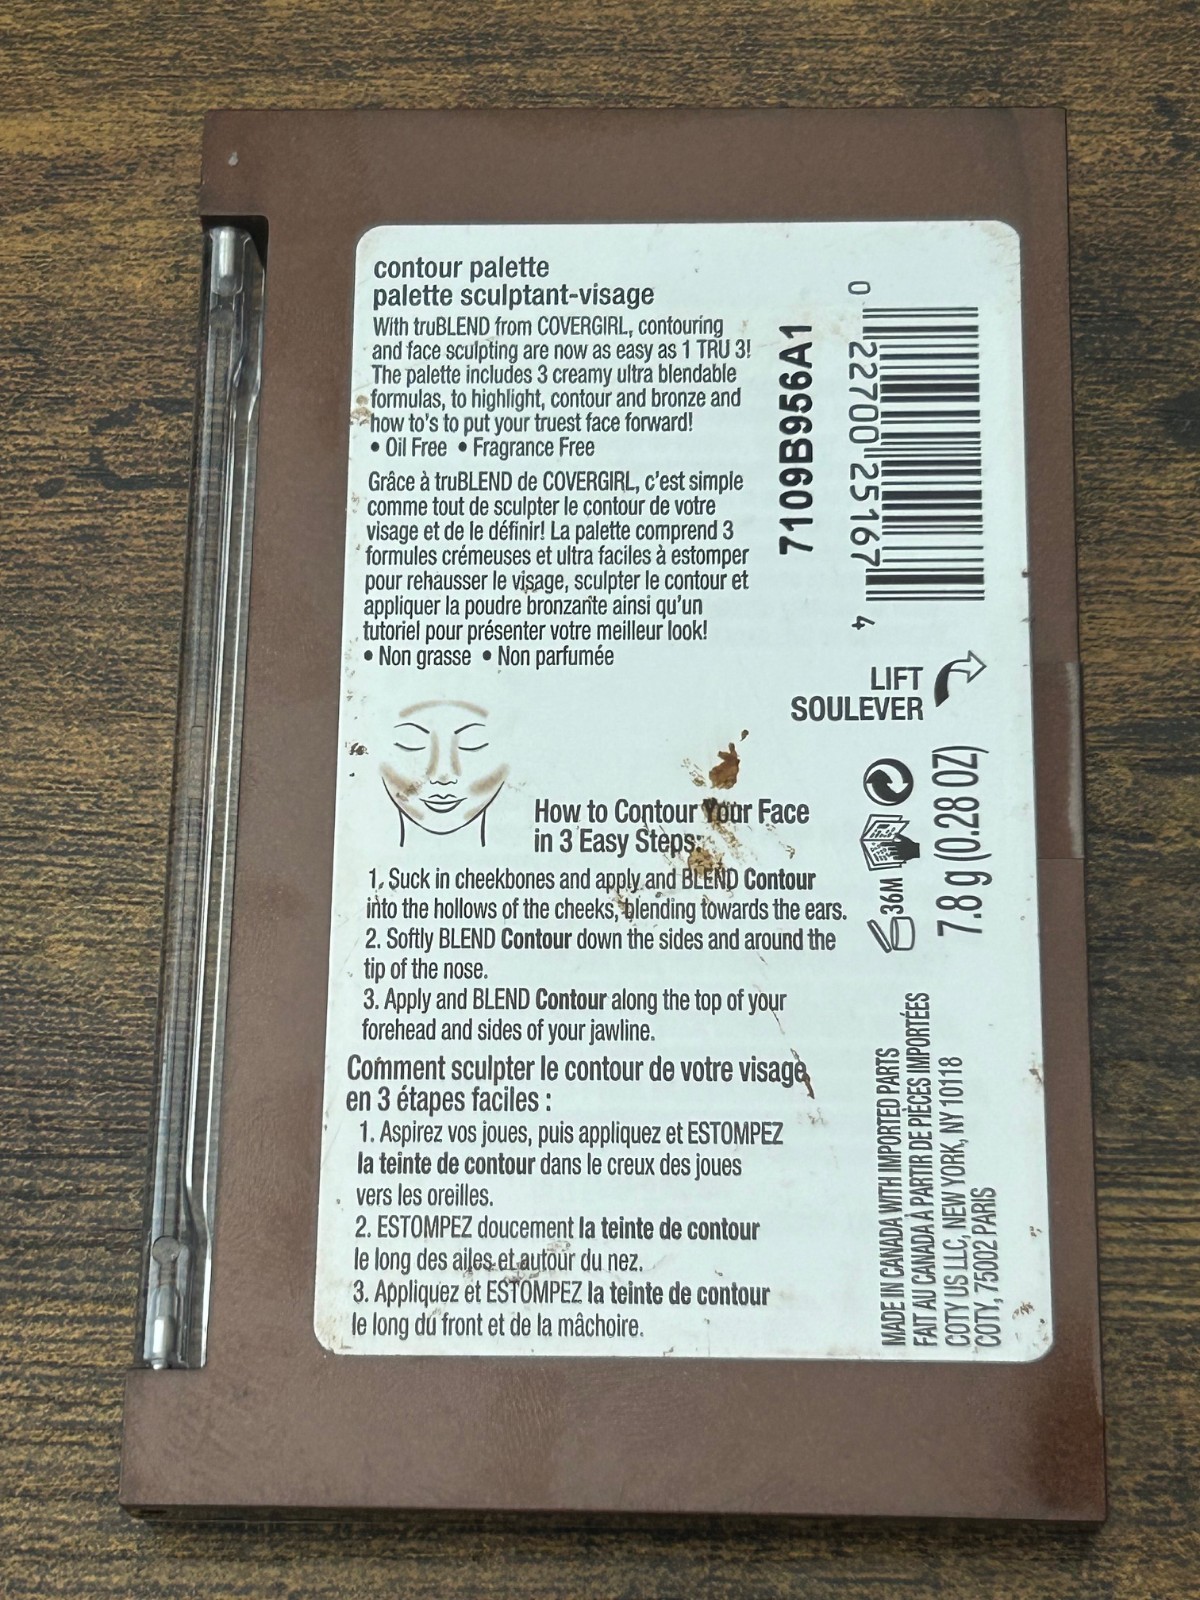 contour palette
palette sculptant-visage
With truBLEND from COVERGIRL, contouring
and face sculpting are now as easy as 1 TRU 3!
The palette includes 3 creamy ultra blendable
formulas, to highlight, contour and bronze and
how to's to put your truest face forward!
• Oil Free • Fragrance Free
Grâce à truBLEND de COVERGIRL, c'est simple
comme tout de sculpter le contour de votre
visage et de le définir! La palette comprend 3
formules crémeuses et ultra faciles à estomper
pour rehausser le visage, sculpter le contour et
appliquer la poudre bronzante ainsi qu'un
tutoriel pour présenter votre meilleur look!
• Non grasse • Non parfumée
How to Contour Your Face
in 3 Easy Steps:
1. Suck in cheekbones and apply and BLEND Contour
into the hollows of the cheeks, blending towards the ears.
2. Softly BLEND Contour down the sides and around the
tip of the nose.
3. Apply and BLEND Contour along the top of your
forehead and sides of your jawline.
Comment sculpter le contour de votre visage
en 3 étapes faciles :
1. Aspirez vos joues, puis appliquez et ESTOMPEZ
la teinte de contour dans le creux des joues
vers les oreilles.
2. ESTOMPEZ doucement la teinte de contour
le long des ailes et autour du nez.
3. Appliquez et ESTOMPEZ la teinte de contour
le long du front et de la mâchoire.
7109B956A1
0 22700 25167 4
LIFT
SOULEVER
36M
7.8 g (0.28 OZ)
MADE IN CANADA WITH IMPORTED PARTS
FAIT AU CANADA À PARTIR DE PIÈCES IMPORTÉES
COTY US LLC, NEW YORK, NY 10118
COTY, 75002 PARIS